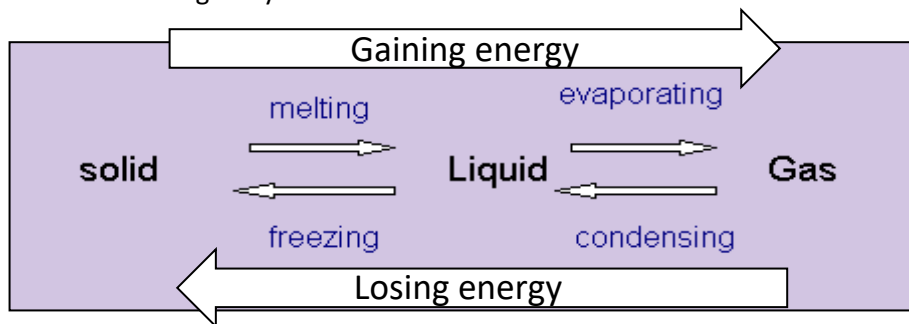 Gaining energy
melting evaporating
solid Liquid Gas
freezing condensing
Losing energy